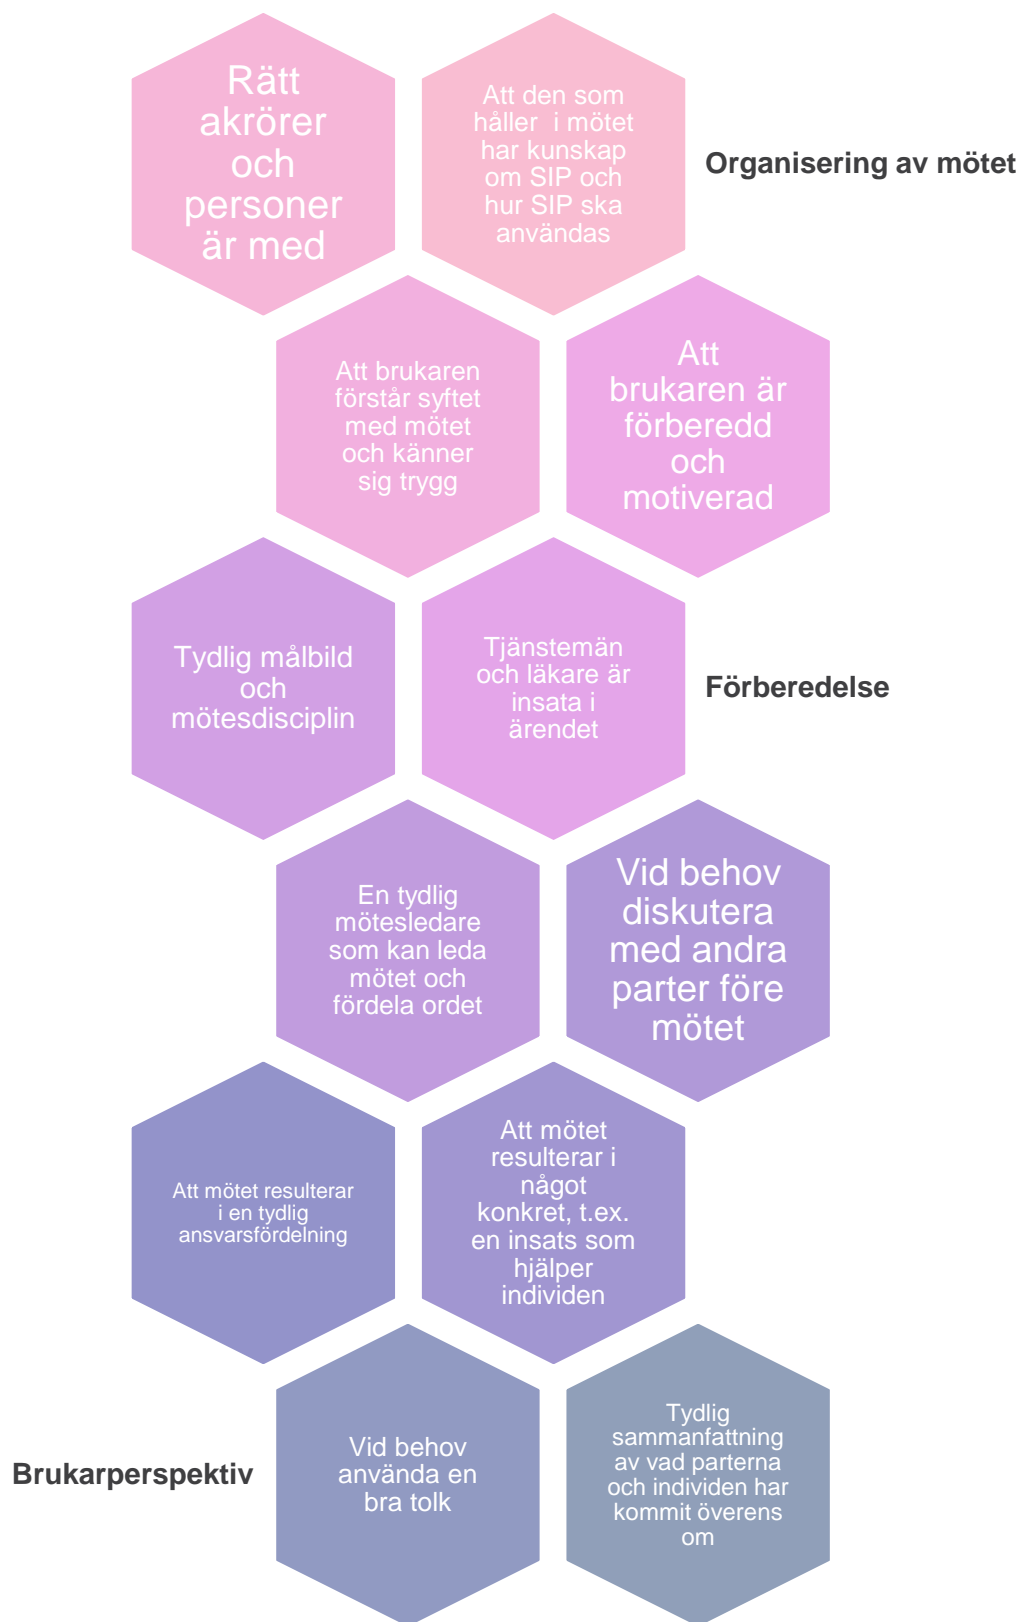 Rätt
akrörer
och
personer
är med
Att den som
håller i mötet
har kunskap
om SIP och
hur SIP ska
användas
Organisering av mötet
Att brukaren
förstår syftet
med mötet
och känner
sig trygg
Att
brukaren är
förberedd
och
motiverad
Tydlig målbild
och
mötesdisciplin
Tjänstemän
och läkare är
insata i
ärendet
Förberedelse
En tydlig
mötesledare
som kan leda
mötet och
fördela ordet
Vid behov
diskutera
med andra
parter före
mötet
Att mötet resulterar
i en tydlig
ansvarsfördelning
Att mötet
resulterar i
något
konkret, t.ex.
en insats som
hjälper
individen
Brukarperspektiv
Vid behov
använda en
bra tolk
Tydlig
sammanfattning
av vad parterna
och individen har
kommit överens
om